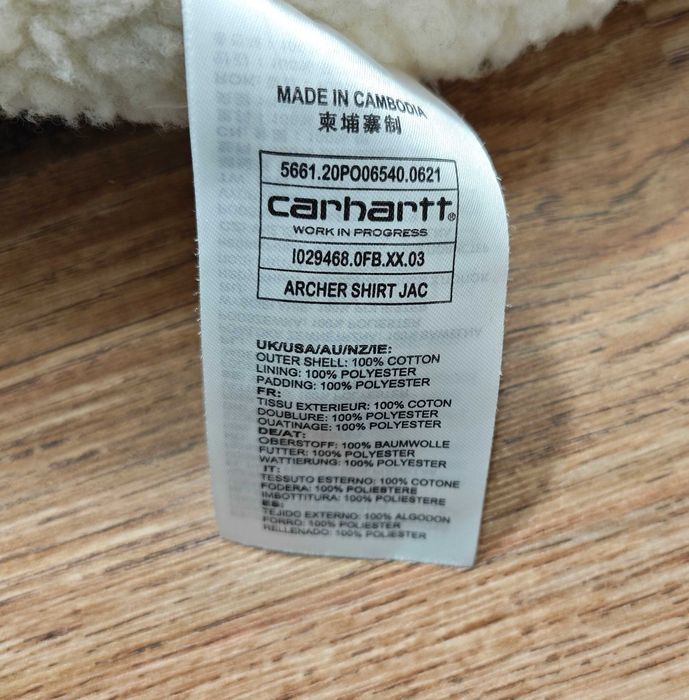 MADE IN CAMBODIA
柬埔寨制
5661.20PO06540.0621
carhartt®
WORK IN PROGRESS
I029468.0FB.XX.03
ARCHER SHIRT JAC
UK/USA/AU/NZ/IE:
OUTER SHELL: 100% COTTON
LINING: 100% POLYESTER
PADDING: 100% POLYESTER
FR:
TISSU EXTERIEUR: 100% COTON
DOUBLURE: 100% POLYESTER
OUATINAGE: 100% POLYESTER
DE/AT:
OBERSTOFF: 100% BAUMWOLLE
FUTTER: 100% POLYESTER
WATTIERUNG: 100% POLYESTER
IT:
TESSUTO ESTERNO: 100% COTONE
FODERA: 100% POLIESTERE
IMBOTTITURA: 100% POLIESTERE
ES:
TEJIDO EXTERNO: 100% ALGODON
FORRO: 100% POLIESTER
RELLENADO: 100% POLIESTER